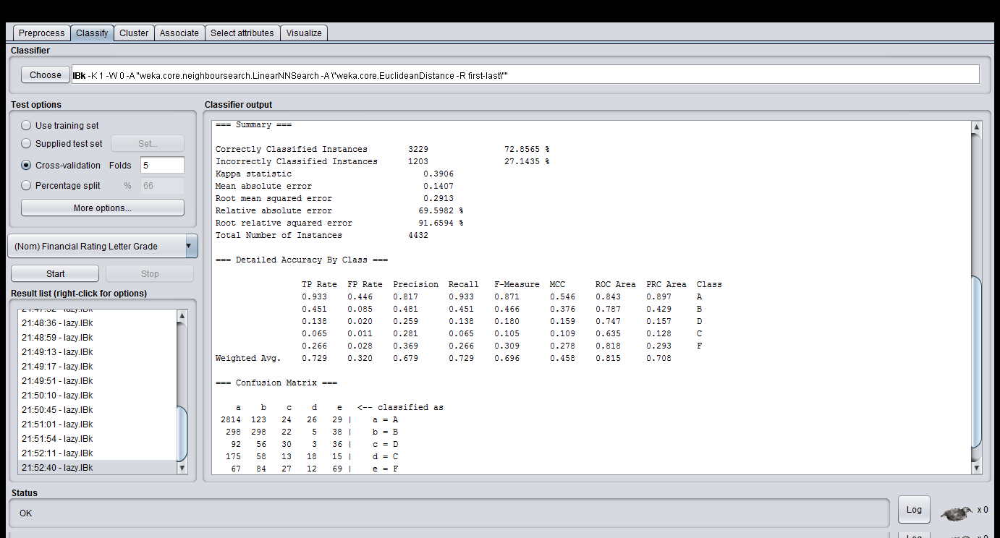 Preprocess Classify Cluster Associate Select attributes Visualize
Classifier
Choose IBk -K 1 -W 0 -A "weka.core.neighboursearch.LinearNNSearch -A \"weka.core.EuclideanDistance -R first-last\""
Test options
Use training set
Supplied test set Set...
Cross-validation Folds 5
Percentage split % 66
More options...
(Nom) Financial Rating Letter Grade
Start Stop
Result list (right-click for options)
21:47:52 - lazy.IBk
21:48:36 - lazy.IBk
21:48:59 - lazy.IBk
21:49:13 - lazy.IBk
21:49:17 - lazy.IBk
21:49:51 - lazy.IBk
21:50:10 - lazy.IBk
21:50:45 - lazy.IBk
21:51:01 - lazy.IBk
21:51:54 - lazy.IBk
21:52:11 - lazy.IBk
21:52:40 - lazy.IBk
Classifier output
=== Summary ===
Correctly Classified Instances 3229 72.8565 %
Incorrectly Classified Instances 1203 27.1435 %
Kappa statistic 0.3906
Mean absolute error 0.1407
Root mean squared error 0.2913
Relative absolute error 69.5982 %
Root relative squared error 91.6594 %
Total Number of Instances 4432
=== Detailed Accuracy By Class ===
TP Rate FP Rate Precision Recall F-Measure MCC ROC Area PRC Area Class
0.933 0.446 0.817 0.933 0.871 0.546 0.843 0.897 A
0.451 0.085 0.481 0.451 0.466 0.376 0.787 0.429 B
0.138 0.020 0.259 0.138 0.180 0.159 0.747 0.157 D
0.065 0.011 0.281 0.065 0.105 0.109 0.635 0.128 C
0.266 0.028 0.369 0.266 0.309 0.278 0.818 0.293 F
Weighted Avg. 0.729 0.320 0.679 0.729 0.696 0.458 0.815 0.708
=== Confusion Matrix ===
a b c d e <-- classified as
2814 123 24 26 29 | a = A
298 298 22 5 38 | b = B
92 56 30 3 36 | c = D
175 58 13 18 15 | d = C
67 84 27 12 69 | e = F
Status
OK
Log x 0
Log x 0